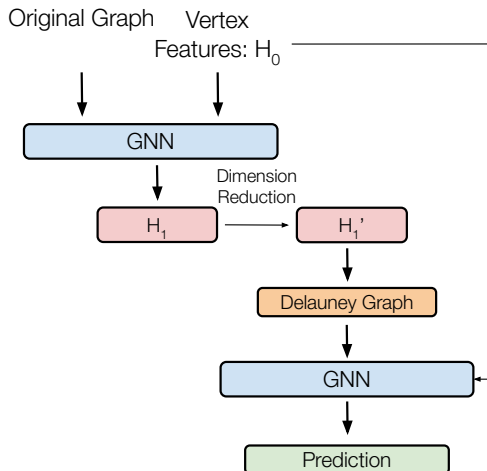 Original Graph
Vertex
Features: H₀
GNN
Dimension
Reduction
H₁
H₁'
Delauney Graph
GNN
Prediction